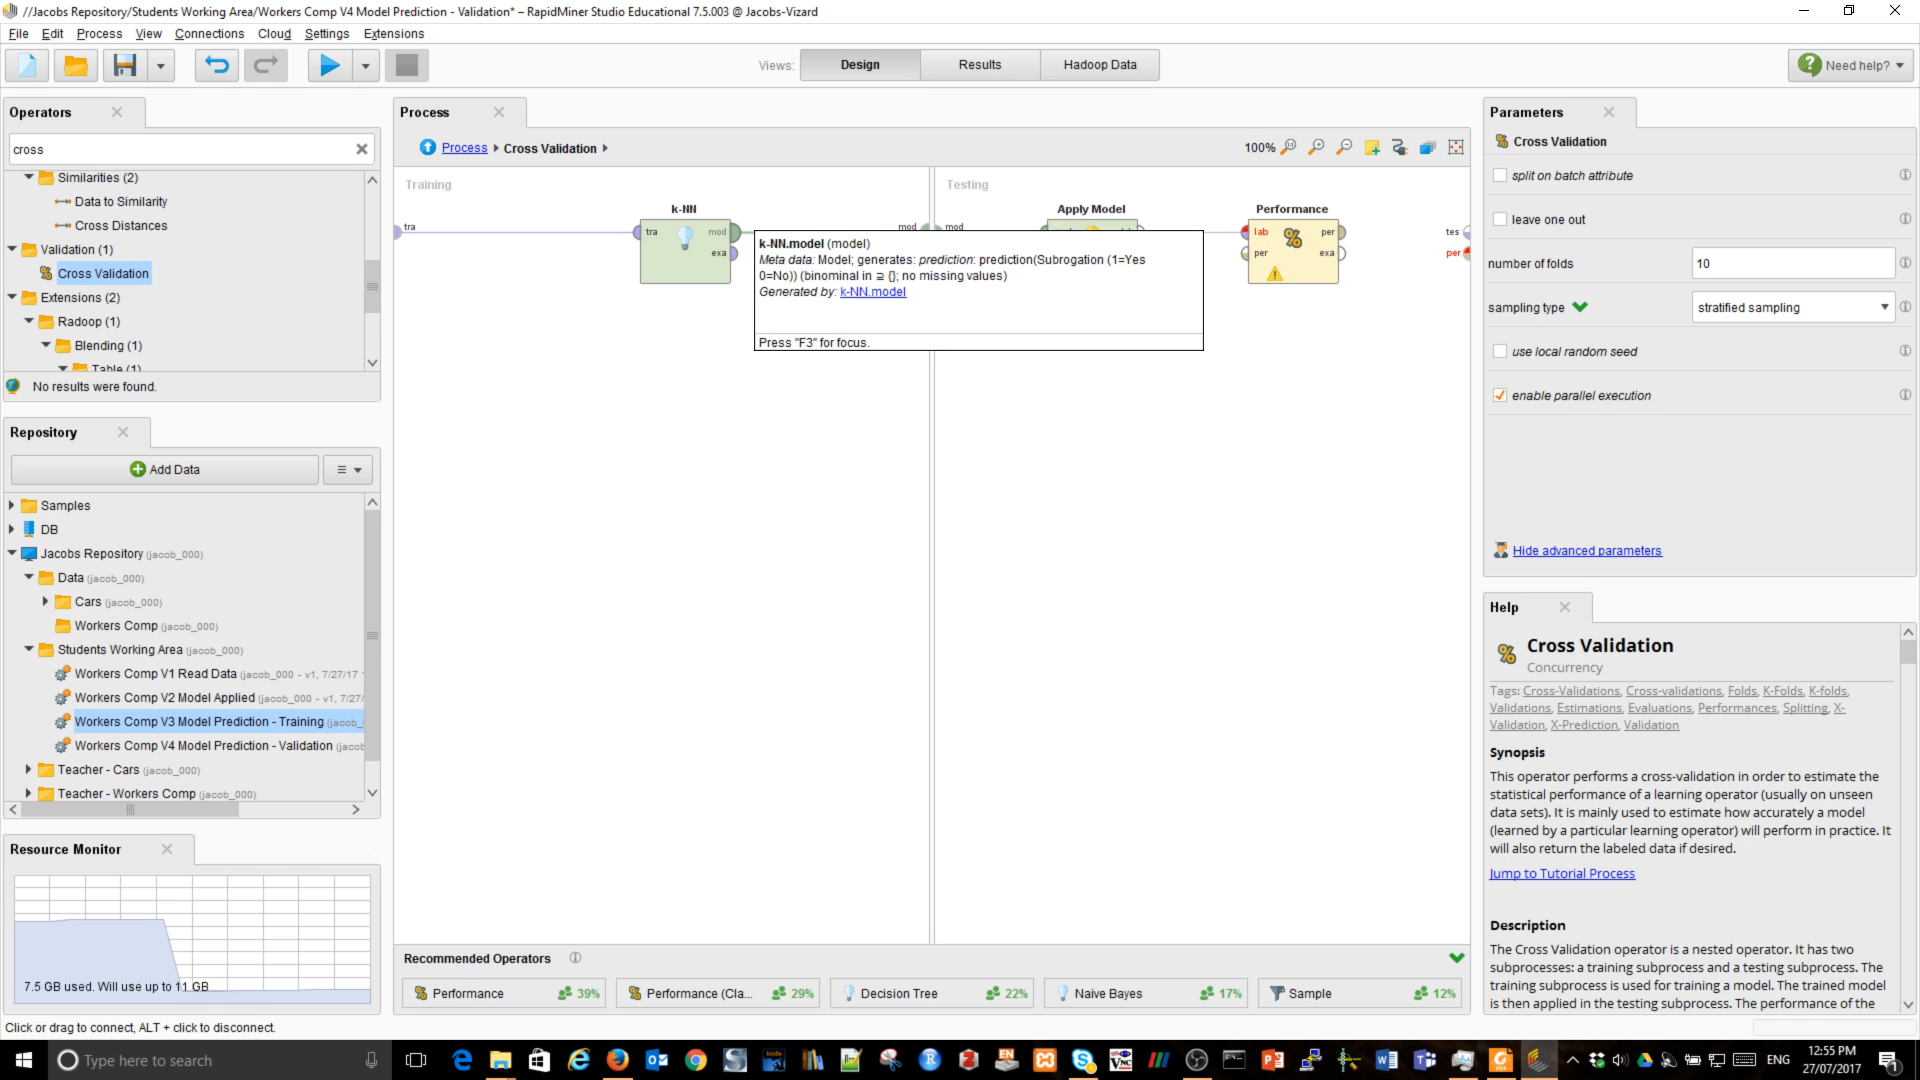 //Jacobs Repository/Students Working Area/Workers Comp V4 Model Prediction - Validation* – RapidMiner Studio Educational 7.5.003 @ Jacobs-Vizard
File Edit Process View Connections Cloud Settings Extensions
Views: Design Results Hadoop Data
Need help?
Operators
cross
Similarities (2)
Data to Similarity
Cross Distances
Validation (1)
Cross Validation
Extensions (2)
Radoop (1)
Blending (1)
Table (1)
No results were found.
Repository
Add Data
Samples
DB
Jacobs Repository (jacob_000)
Data (jacob_000)
Cars (jacob_000)
Workers Comp (jacob_000)
Students Working Area (jacob_000)
Workers Comp V1 Read Data (jacob_000 - v1, 7/27/17
Workers Comp V2 Model Applied (jacob_000 - v1, 7/27/
Workers Comp V3 Model Prediction - Training (jacob_
Workers Comp V4 Model Prediction - Validation (jacob
Teacher - Cars (jacob_000)
Teacher - Workers Comp (jacob_000)
Resource Monitor
7.5 GB used. Will use up to 11 GB
Process
Process Cross Validation
100%
Training
Testing
k-NN
Apply Model
Performance
tra
tra
mod
exa
mod
mod
lab
per
per
exa
tes
per
k-NN.model (model)
Meta data: Model; generates: prediction: prediction(Subrogation (1=Yes
0=No)) (binominal in ⊇ {}; no missing values)
Generated by: k-NN.model
Press "F3" for focus.
Recommended Operators
Performance 39%
Performance (Cla... 29%
Decision Tree 22%
Naive Bayes 17%
Sample 12%
Parameters
Cross Validation
split on batch attribute
leave one out
number of folds 10
sampling type stratified sampling
use local random seed
enable parallel execution
Hide advanced parameters
Help
Cross Validation
Concurrency
Tags: Cross-Validations, Cross-validations, Folds, K-Folds, K-folds,
Validations, Estimations, Evaluations, Performances, Splitting, X-
Validation, X-Prediction, Validation
Synopsis
This operator performs a cross-validation in order to estimate the
statistical performance of a learning operator (usually on unseen
data sets). It is mainly used to estimate how accurately a model
(learned by a particular learning operator) will perform in practice. It
will also return the labeled data if desired.
Jump to Tutorial Process
Description
The Cross Validation operator is a nested operator. It has two
subprocesses: a training subprocess and a testing subprocess. The
training subprocess is used for training a model. The trained model
is then applied in the testing subprocess. The performance of the
Click or drag to connect, ALT + click to disconnect.
Type here to search
ENG
12:55 PM
27/07/2017
1